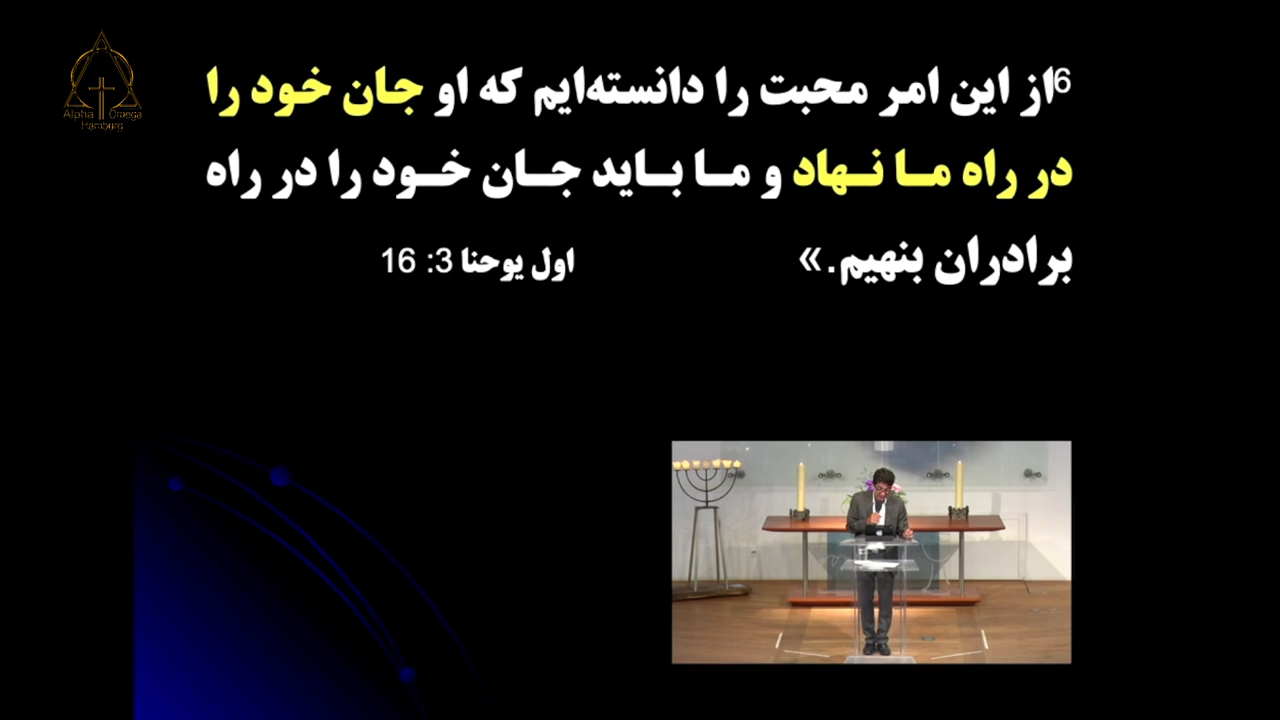 Alpha Omega
Hamburg
6از این امر محبت را دانسته‌ایم که او جان خود را
در راه ما نهاد و ما باید جان خود را در راه
برادران بنهیم.»
اول یوحنا 3: 16